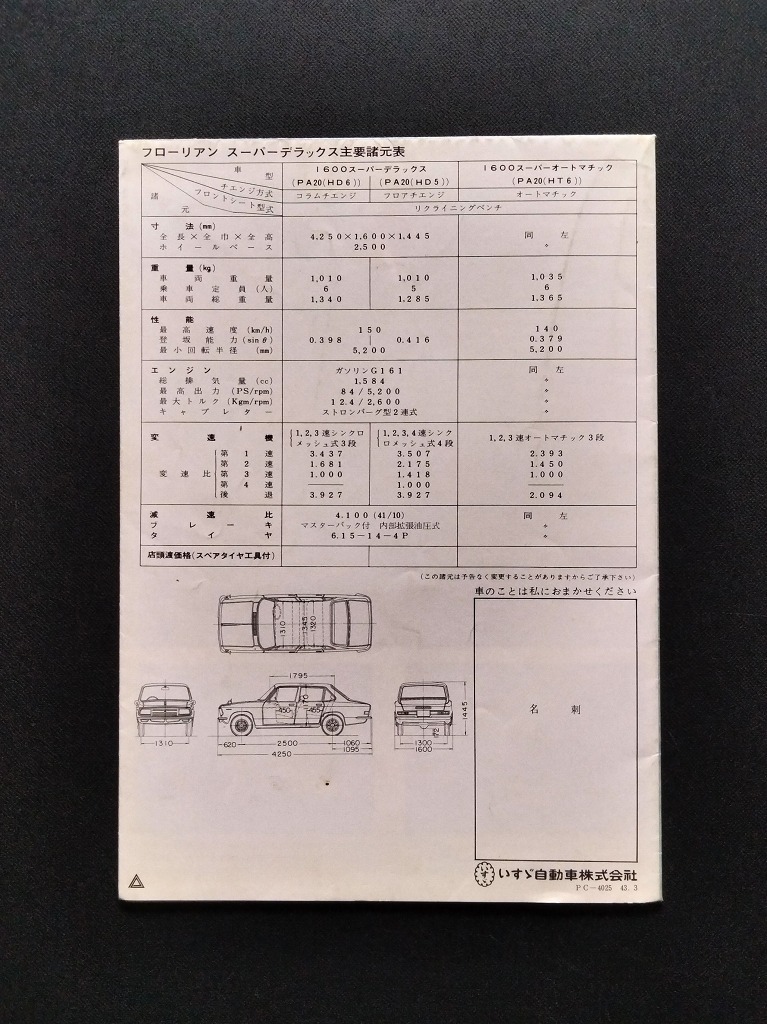 フローリアン スーパーデラックス主要諸元表
車型 1600スーパーデラックス 1600スーパーオートマチック
(PA20(HD6)) (PA20(HD5)) (PA20(HT6))
チェンジ方式 コラムチェンジ フロアチェンジ オートマチック
諸元 フロントシート型式 リクライニングベンチ
寸法(mm)
全長×全巾×全高 4,250×1,600×1,445 同左
ホイールベース 2,500 〃
重量(kg)
車両重量 1,010 1,010 1,035
乗車定員(人) 6 5 6
車両総重量 1,340 1,285 1,365
性能
最高速度(km/h) 150 140
登坂能力(sinθ) 0.398 0.416 0.379
最小回転半径(mm) 5,200 5,200
エンジン ガソリンG161 同左
総排気量(cc) 1,584 〃
最高出力(PS/rpm) 84/5,200 〃
最大トルク(Kgm/rpm) 12.4/2,600 〃
キャブレター ストロンバーグ型2連式 〃
変速機 1,2,3速シンクロメッシュ式3段 1,2,3,4速シンクロメッシュ式4段 1,2,3速オートマチック3段
変速比 第1速 3.437 3.507 2.393
第2速 1.681 2.175 1.450
第3速 1.000 1.418 1.000
第4速 —— 1.000 ——
後退 3.927 3.927 2.094
減速比 4.100(41/10) 同左
ブレーキ マスターバック付 内部拡張油圧式 〃
タイヤ 6.15-14-4P 〃
店頭渡価格(スペアタイヤ工具付)
(この諸元は予告なく変更することがありますからご了承下さい)
車のことは私におまかせください
1310 1345 1320
1795
450 465 1170
1310
620 2500 1060
1095
4250
1300
1600
172
1445
名刺
いすゞ
いすゞ自動車株式会社
PC-4025 43.3